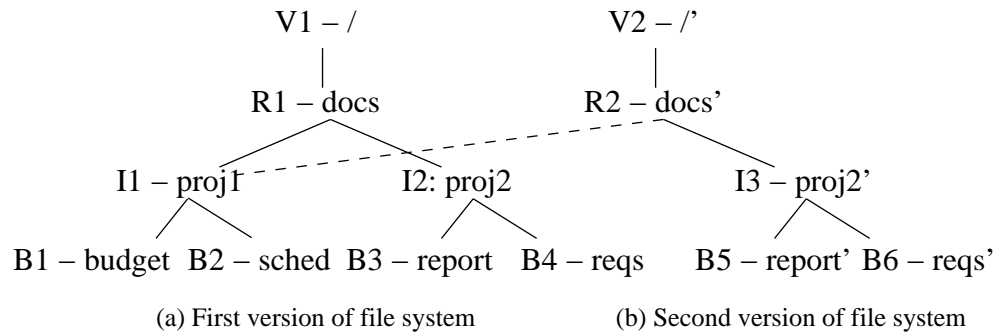 V1 – / V2 – /’
R1 – docs R2 – docs’
I1 – proj1 I2: proj2 I3 – proj2’
B1 – budget B2 – sched B3 – report B4 – reqs B5 – report’ B6 – reqs’
(a) First version of file system (b) Second version of file system